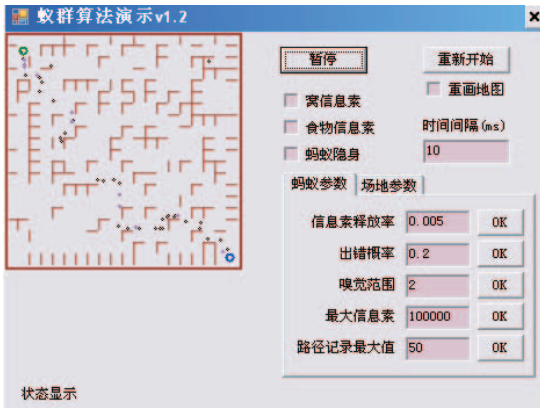 蚁群算法演示v1.2
暂停 重新开始
窝信息素 重画地图
食物信息素 时间间隔(ms)
蚂蚁隐身 10
蚂蚁参数 场地参数
信息素释放率 0.005 OK
出错概率 0.2 OK
嗅觉范围 2 OK
最大信息素 100000 OK
路径记录最大值 50 OK
状态显示